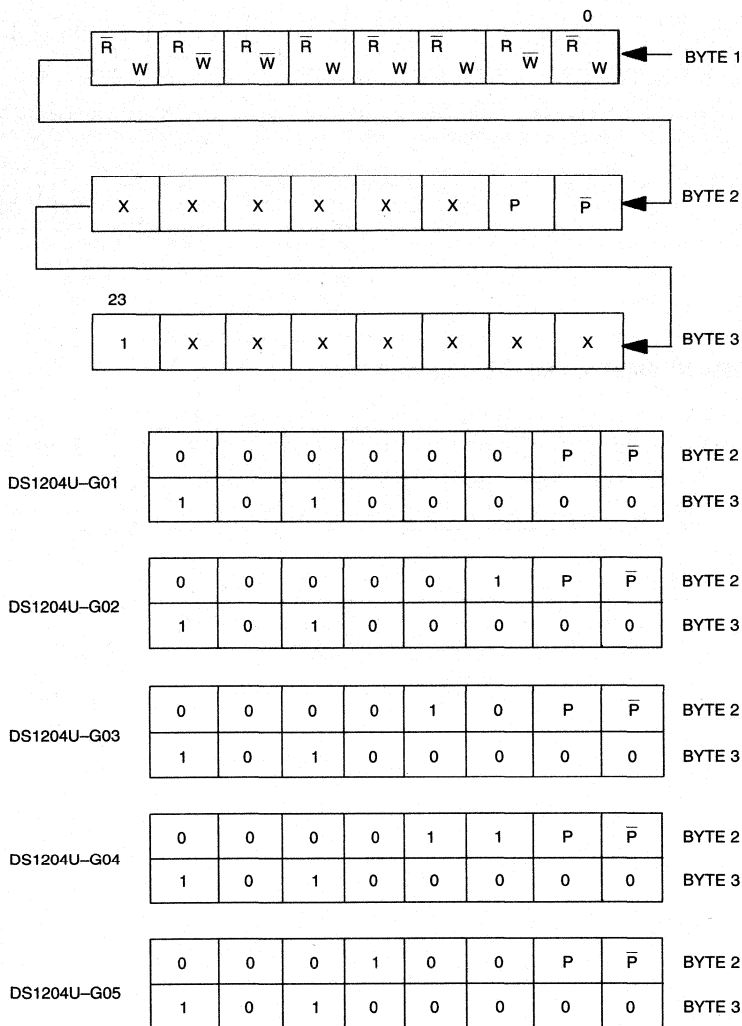 0
R̅ W R W̅ R W̅ R̅ W R̅ W R̅ W R W̅ R̅ W BYTE 1
X X X X X X P P̅ BYTE 2
23
1 X X X X X X X BYTE 3
0 0 0 0 0 0 P P̅ BYTE 2
DS1204U–G01
1 0 1 0 0 0 0 0 BYTE 3
0 0 0 0 0 1 P P̅ BYTE 2
DS1204U–G02
1 0 1 0 0 0 0 0 BYTE 3
0 0 0 0 1 0 P P̅ BYTE 2
DS1204U–G03
1 0 1 0 0 0 0 0 BYTE 3
0 0 0 0 1 1 P P̅ BYTE 2
DS1204U–G04
1 0 1 0 0 0 0 0 BYTE 3
0 0 0 1 0 0 P P̅ BYTE 2
DS1204U–G05
1 0 1 0 0 0 0 0 BYTE 3